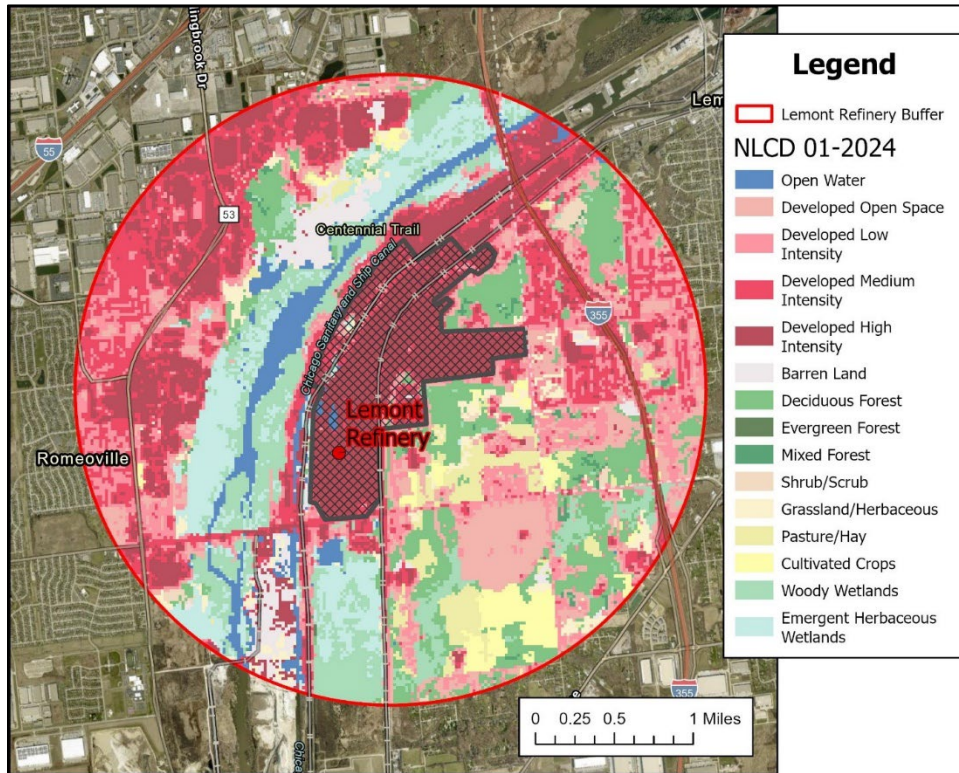 lingbrook Dr
55
53
Lem
Centennial Trail
Chicago Sanitary and Ship Canal
355
Lemont
Refinery
Romeoville
355
Chica
0 0.25 0.5 1 Miles
Legend
Lemont Refinery Buffer
NLCD 01-2024
Open Water
Developed Open Space
Developed Low
Intensity
Developed Medium
Intensity
Developed High
Intensity
Barren Land
Deciduous Forest
Evergreen Forest
Mixed Forest
Shrub/Scrub
Grassland/Herbaceous
Pasture/Hay
Cultivated Crops
Woody Wetlands
Emergent Herbaceous
Wetlands